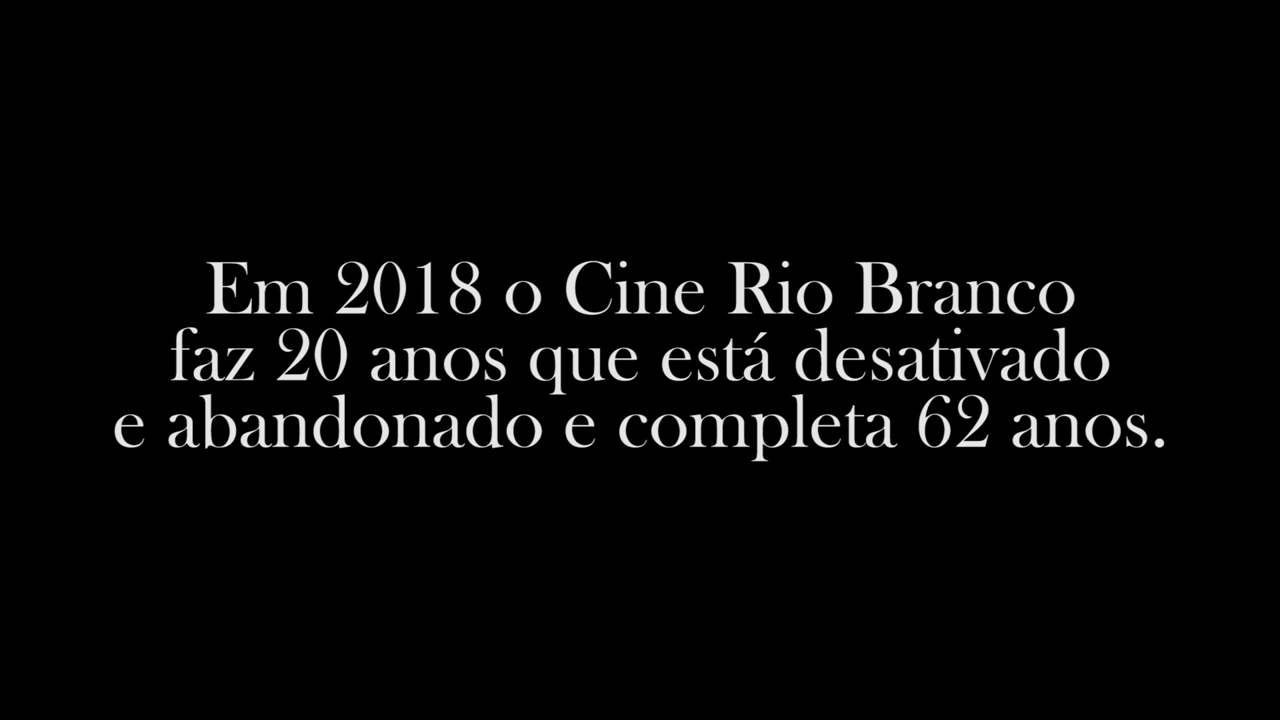 Em 2018 o Cine Rio Branco
faz 20 anos que está desativado
e abandonado e completa 62 anos.